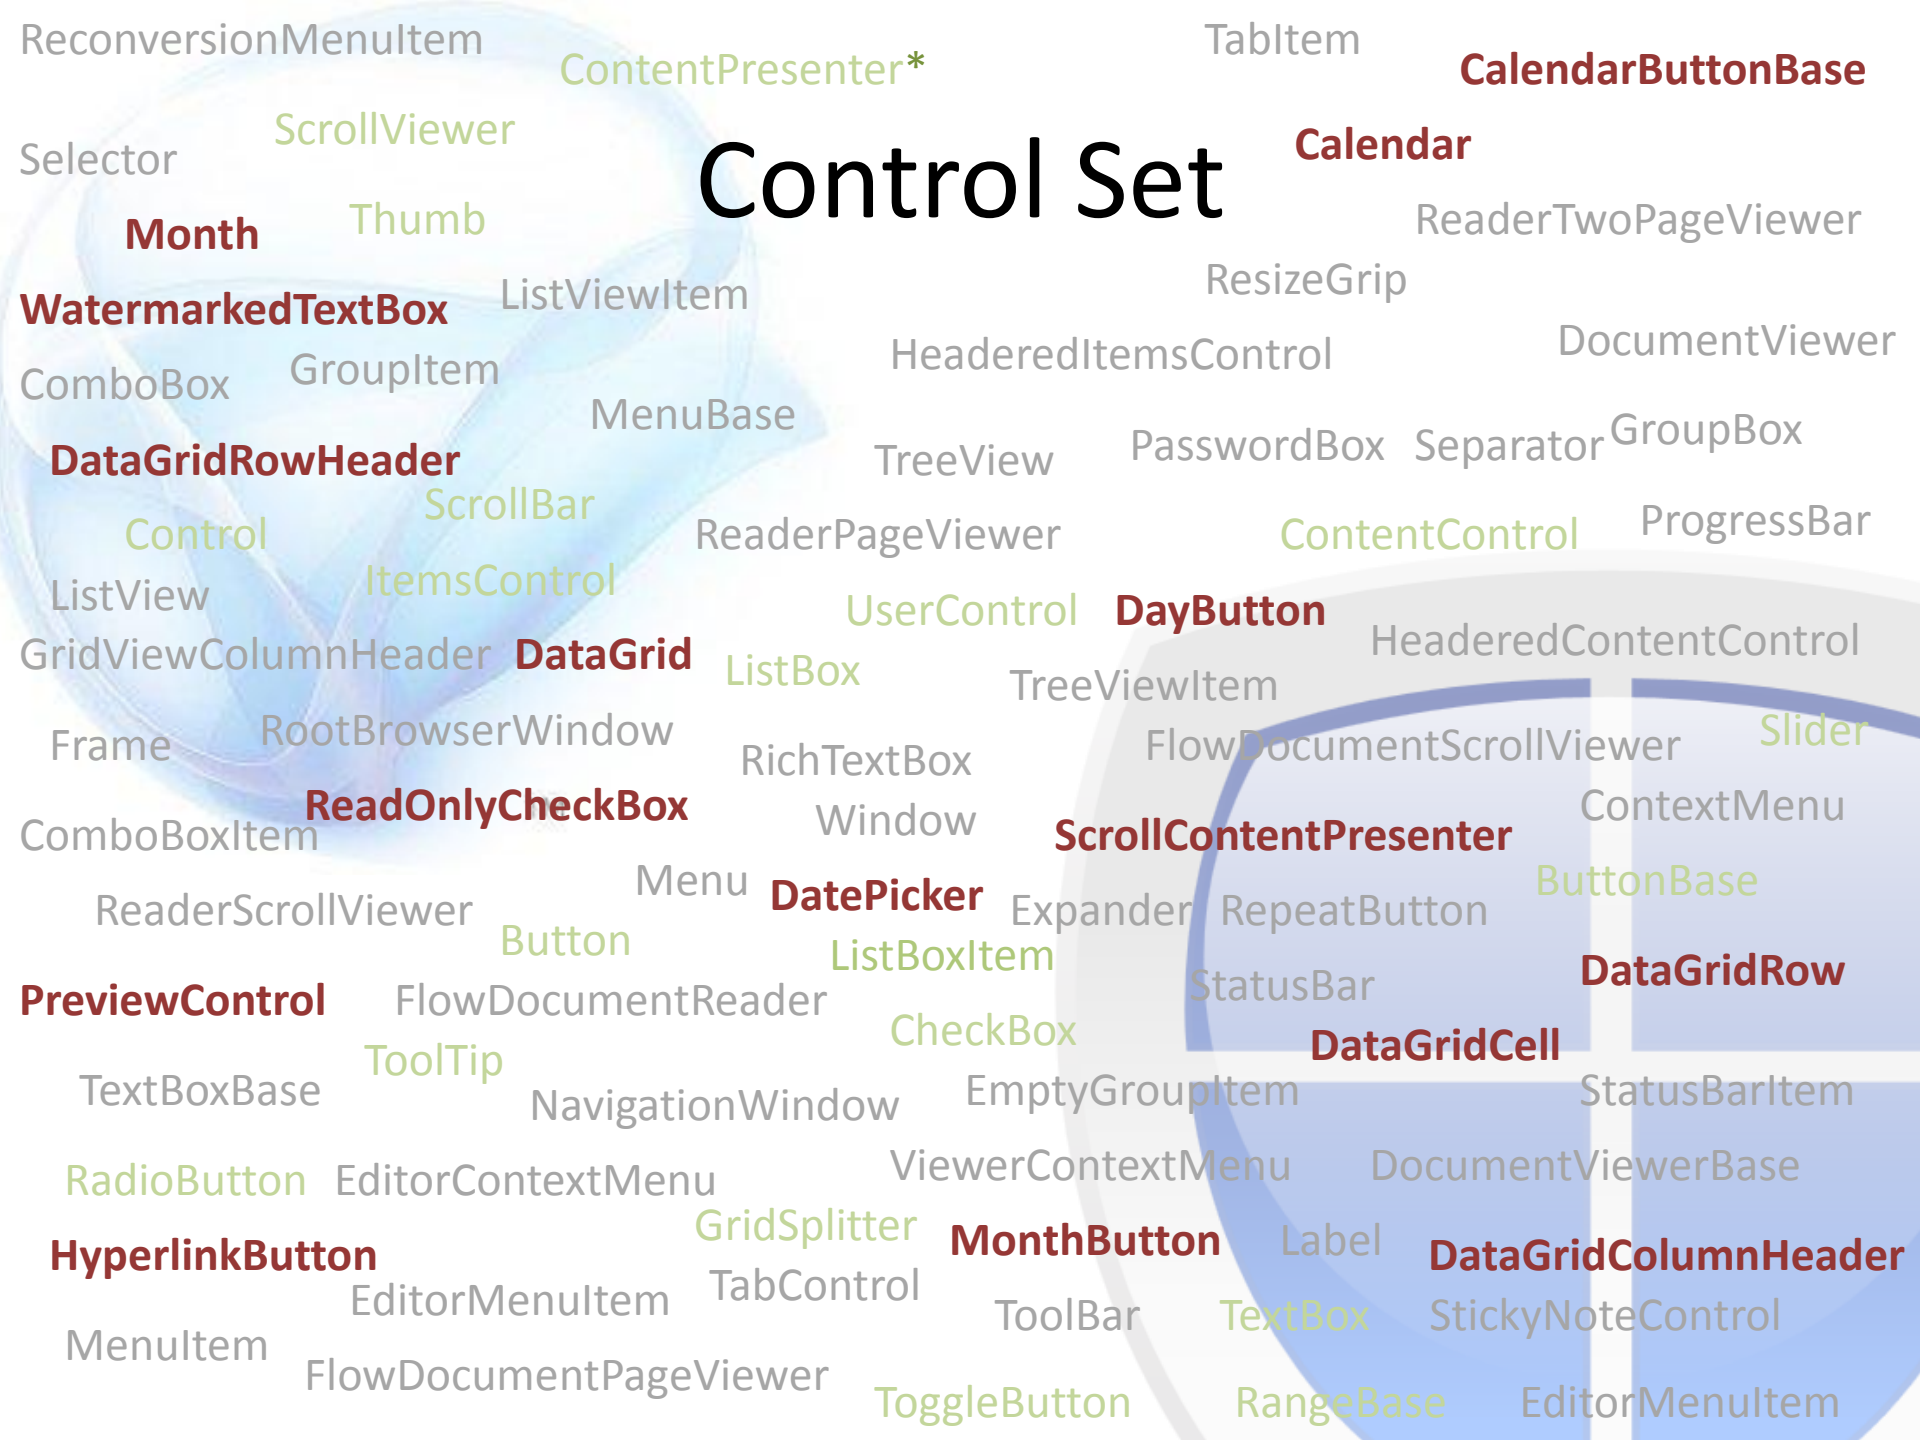 ReconversionMenuItem
ContentPresenter*
TabItem
CalendarButtonBase
ScrollViewer
Selector
Control Set
Calendar
Month
Thumb
ReaderTwoPageViewer
WatermarkedTextBox
ListViewItem
ResizeGrip
ComboBox
GroupItem
HeaderedItemsControl
DocumentViewer
MenuBase
DataGridRowHeader
TreeView
PasswordBox
Separator
GroupBox
ScrollBar
Control
ReaderPageViewer
ContentControl
ProgressBar
ListView
ItemsControl
UserControl
DayButton
HeaderedContentControl
GridViewColumnHeader
DataGrid
ListBox
TreeViewItem
Frame
RootBrowserWindow
RichTextBox
FlowDocumentScrollViewer
Slider
ReadOnlyCheckBox
Window
ContextMenu
ComboBoxItem
ScrollContentPresenter
Menu
DatePicker
ButtonBase
ReaderScrollViewer
Expander
RepeatButton
Button
ListBoxItem
PreviewControl
FlowDocumentReader
StatusBar
DataGridRow
CheckBox
DataGridCell
ToolTip
TextBoxBase
NavigationWindow
EmptyGroupItem
StatusBarItem
RadioButton
EditorContextMenu
ViewerContextMenu
DocumentViewerBase
GridSplitter
HyperlinkButton
MonthButton
Label
DataGridColumnHeader
EditorMenuItem
TabControl
ToolBar
TextBox
StickyNoteControl
MenuItem
FlowDocumentPageViewer
ToggleButton
RangeBase
EditorMenuItem